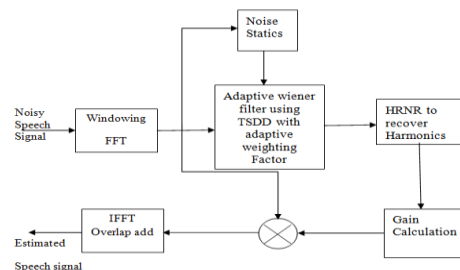 Noise
Statics
Noisy
Speech
Signal
Windowing
FFT
Adaptive wiener
filter using
TSDD with
adaptive
weighting
Factor
HRNR to
recover
Harmonics
IFFT
Overlap add
Gain
Calculation
Estimated
Speech signal